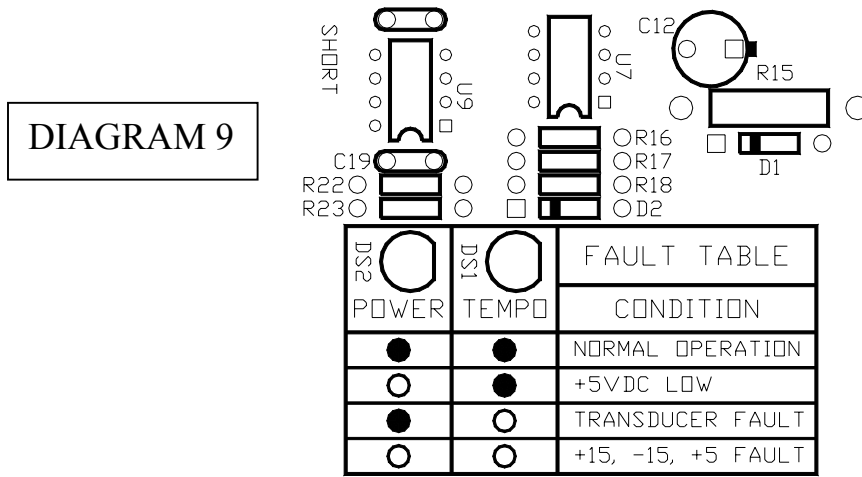 DIAGRAM 9
SHORT
U9
U7
C12
R15
R16
C19
R17
D1
R22
R18
R23
D2
DS2
DS1
FAULT TABLE
POWER
TEMPO
CONDITION
NORMAL OPERATION
+5VDC LOW
TRANSDUCER FAULT
+15, -15, +5 FAULT